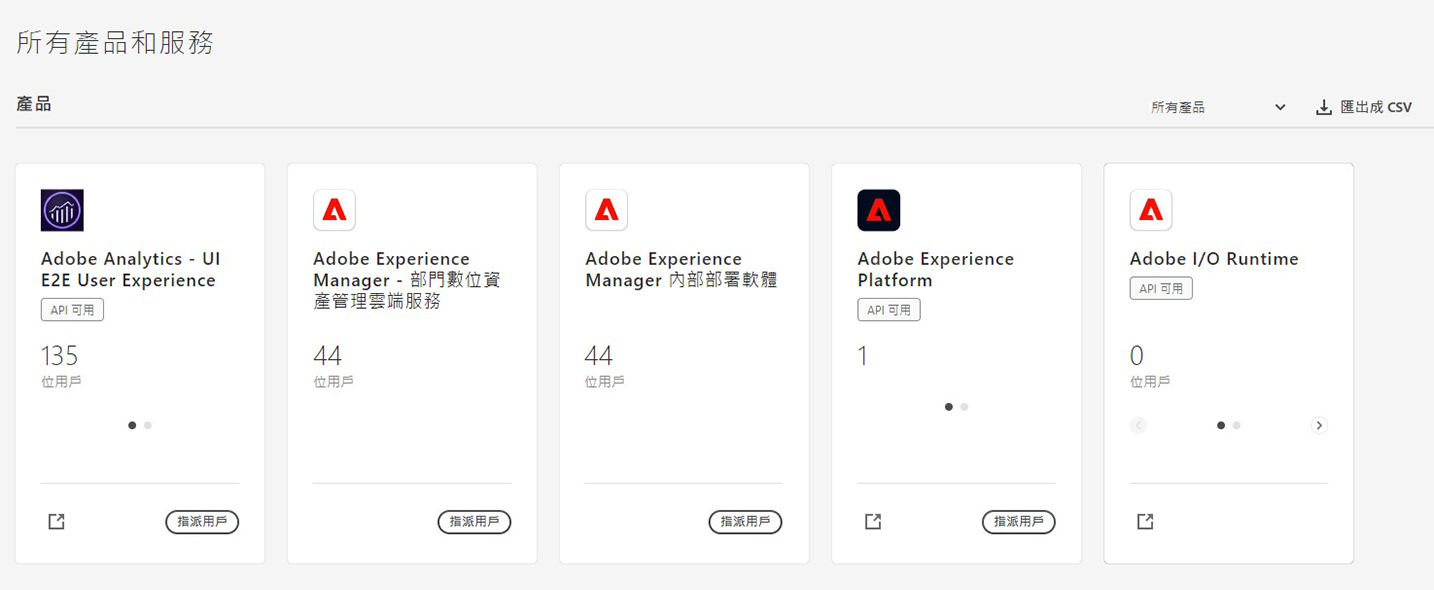 所有產品和服務
產品
所有產品
匯出成 CSV
Adobe Analytics - UI
E2E User Experience
API 可用
135
位用戶
指派用戶
Adobe Experience
Manager - 部門數位資
產管理雲端服務
44
位用戶
指派用戶
Adobe Experience
Manager 內部部署軟體
44
位用戶
指派用戶
Adobe Experience
Platform
API 可用
1
指派用戶
Adobe I/O Runtime
API 可用
0
位用戶